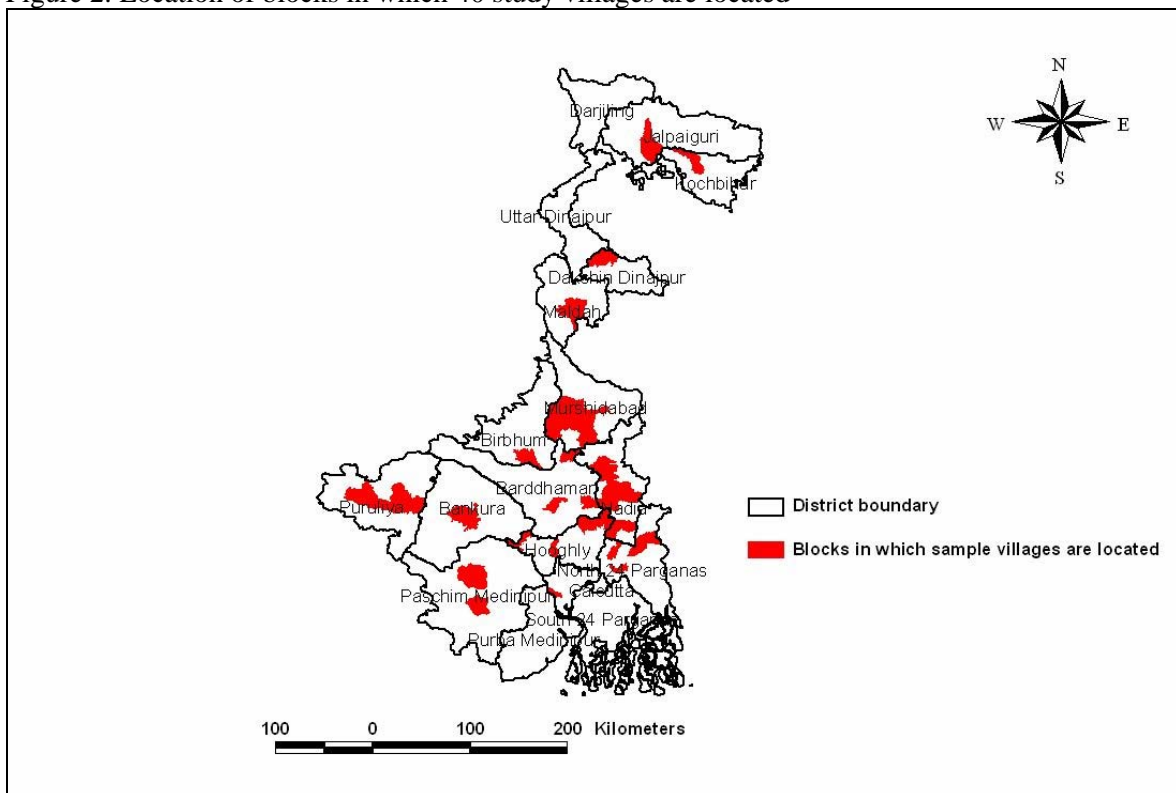 Figure 2: Location of blocks in which 40 study villages are located
N
W
E
S
Darjiling
Jalpaiguri
Kochbihar
Uttar Dinajpur
Dakshin Dinajpur
Maldah
Murshidabad
Birbhum
Barddhaman
Nadia
Puruliya
Bankura
Hooghly
North 24 Parganas
Calcutta
Paschim Medinipur
South 24 Parganas
Purba Medinipur
District boundary
Blocks in which sample villages are located
100 0 100 200 Kilometers